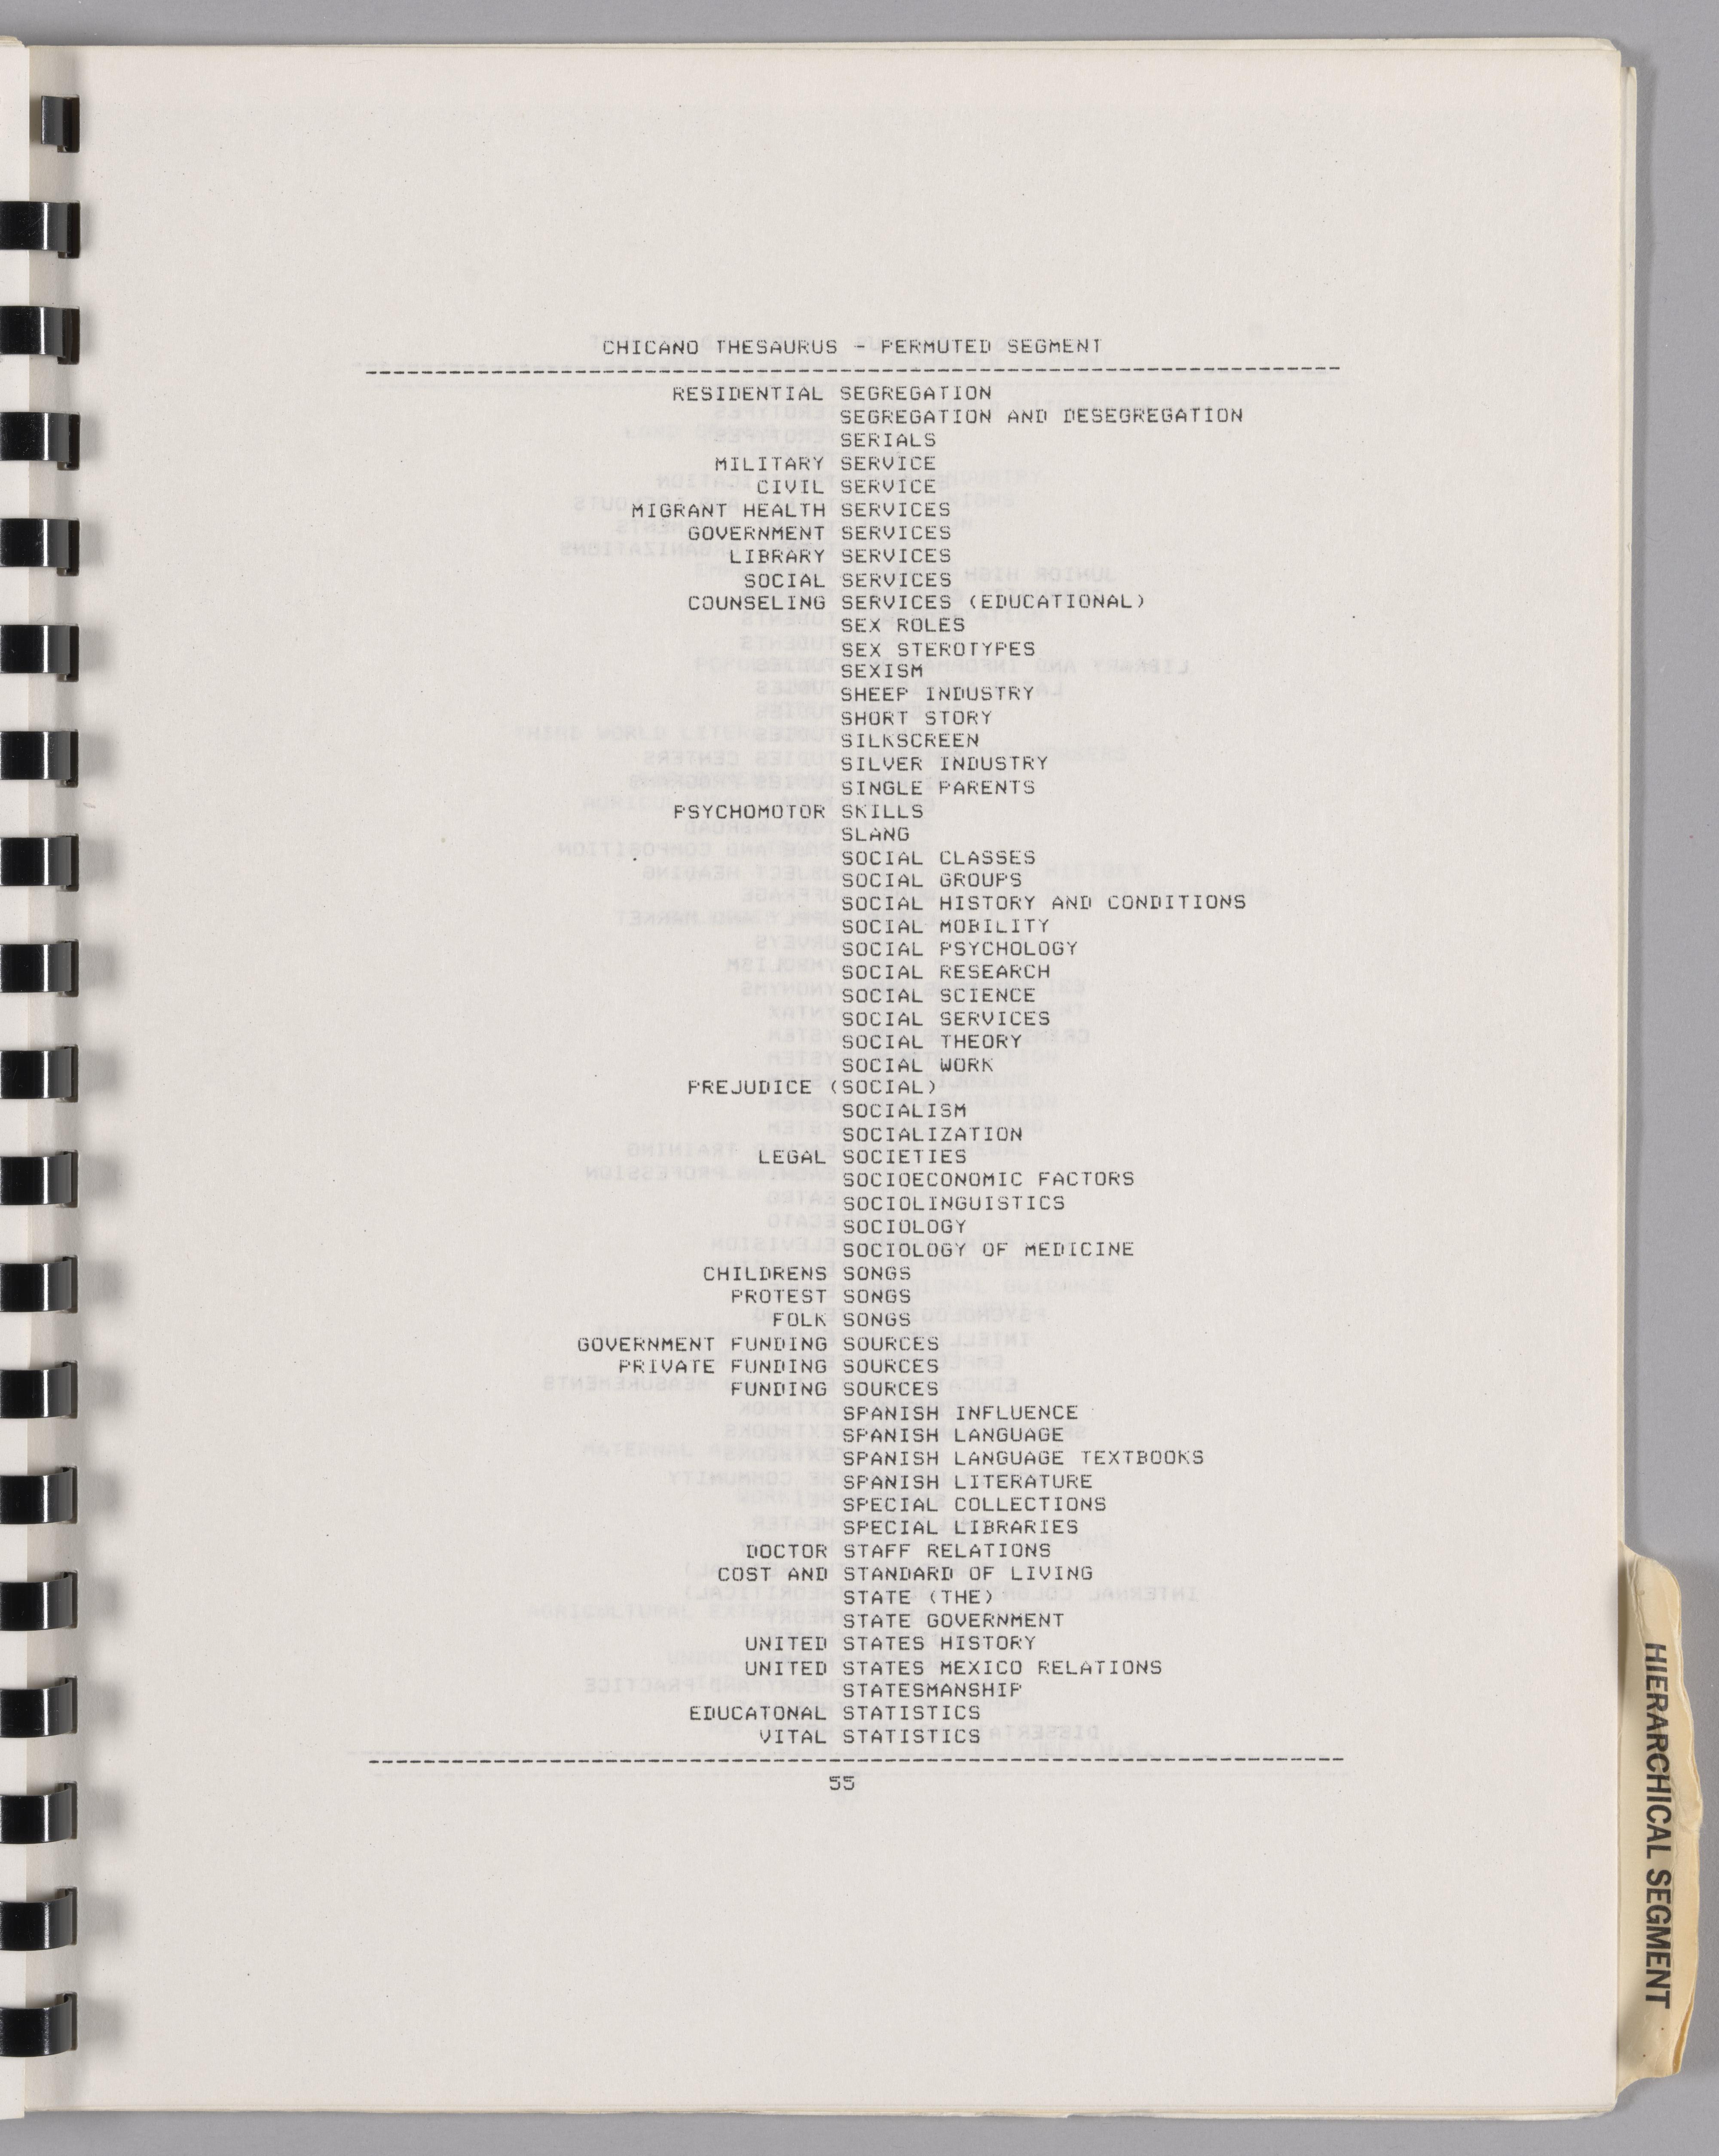 CHICANO THESAURUS - PERMUTED SEGMENT
RESIDENTIAL SEGREGATION
SEGREGATION AND DESEGREGATION
SERIALS
MILITARY SERVICE
CIVIL SERVICE
MIGRANT HEALTH SERVICES
GOVERNMENT SERVICES
LIBRARY SERVICES
SOCIAL SERVICES
COUNSELING SERVICES (EDUCATIONAL)
SEX ROLES
SEX STEROTYPES
SEXISM
SHEEP INDUSTRY
SHORT STORY
SILKSCREEN
SILVER INDUSTRY
SINGLE PARENTS
PSYCHOMOTOR SKILLS
SLANG
SOCIAL CLASSES
SOCIAL GROUPS
SOCIAL HISTORY AND CONDITIONS
SOCIAL MOBILITY
SOCIAL PSYCHOLOGY
SOCIAL RESEARCH
SOCIAL SCIENCE
SOCIAL SERVICES
SOCIAL THEORY
SOCIAL WORK
PREJUDICE (SOCIAL)
SOCIALISM
SOCIALIZATION
LEGAL SOCIETIES
SOCIOECONOMIC FACTORS
SOCIOLINGUISTICS
SOCIOLOGY
SOCIOLOGY OF MEDICINE
CHILDRENS SONGS
PROTEST SONGS
FOLK SONGS
GOVERNMENT FUNDING SOURCES
PRIVATE FUNDING SOURCES
FUNDING SOURCES
SPANISH INFLUENCE
SPANISH LANGUAGE
SPANISH LANGUAGE TEXTBOOKS
SPANISH LITERATURE
SPECIAL COLLECTIONS
SPECIAL LIBRARIES
DOCTOR STAFF RELATIONS
COST AND STANDARD OF LIVING
STATE (THE)
STATE GOVERNMENT
UNITED STATES HISTORY
UNITED STATES MEXICO RELATIONS
STATESMANSHIP
EDUCATONAL STATISTICS
VITAL STATISTICS
55
HIERARCHICAL SEGMENT